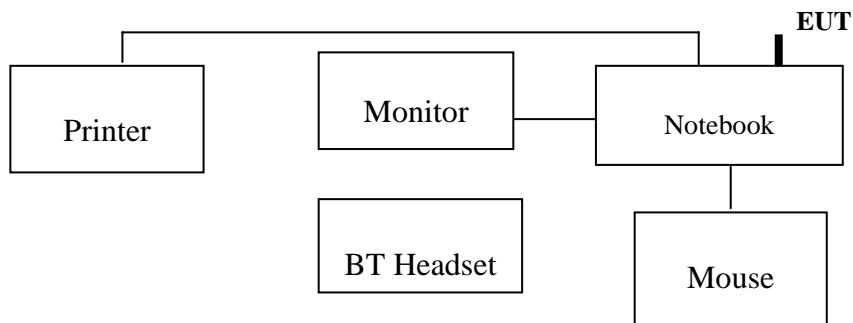 EUT
Printer
Monitor
Notebook
BT Headset
Mouse